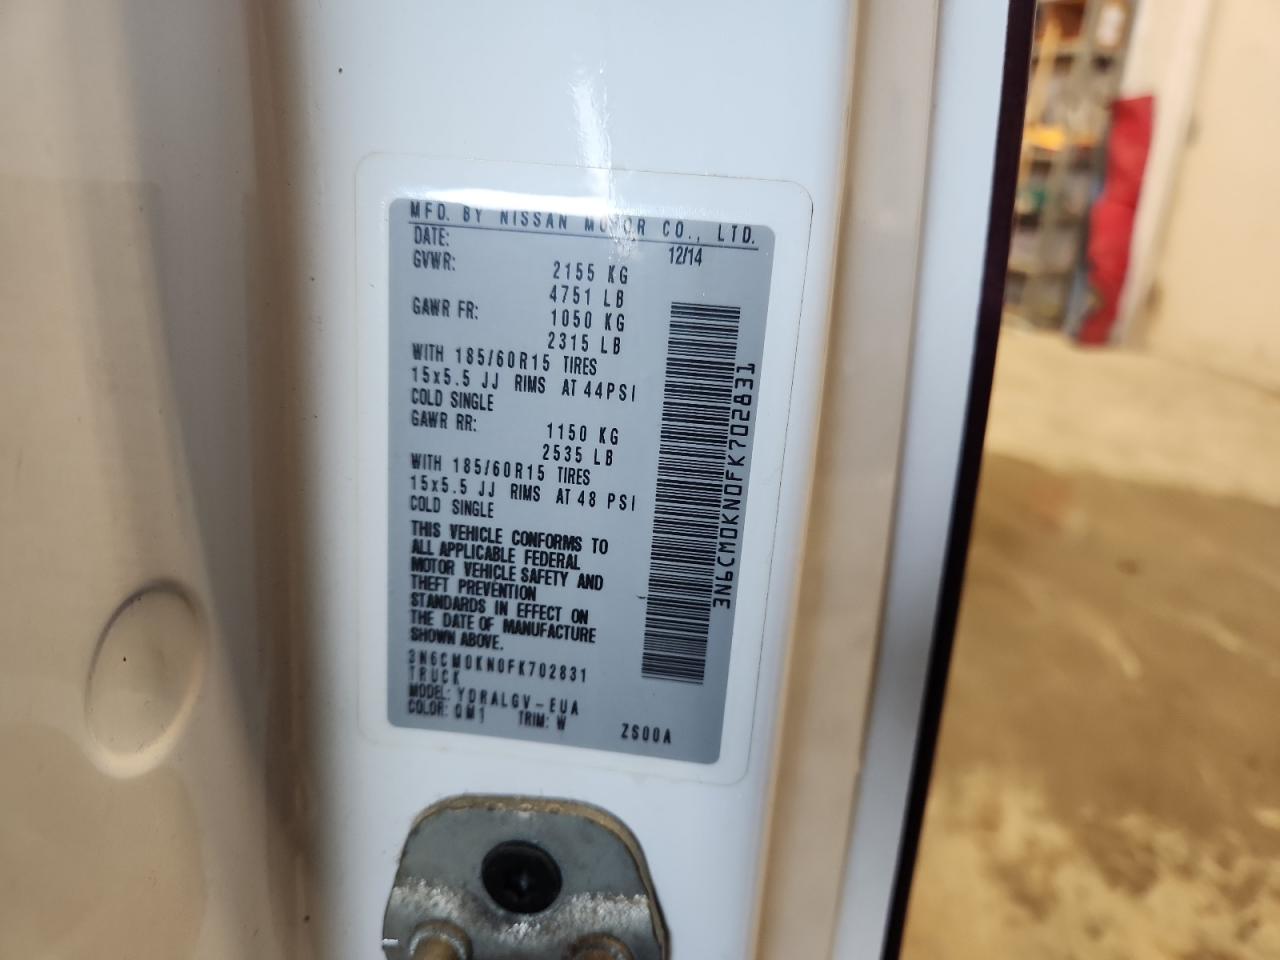 MFD. BY NISSAN MOTOR CO., LTD.
DATE: 12/14
GVWR: 2155 KG
4751 LB
GAWR FR: 1050 KG
2315 LB
WITH 185/60R15 TIRES
15x5.5 JJ RIMS AT 44PSI
COLD SINGLE
GAWR RR: 1150 KG
2535 LB
WITH 185/60R15 TIRES
15x5.5 JJ RIMS AT 48 PSI
COLD SINGLE
THIS VEHICLE CONFORMS TO
ALL APPLICABLE FEDERAL
MOTOR VEHICLE SAFETY AND
THEFT PREVENTION
STANDARDS IN EFFECT ON
THE DATE OF MANUFACTURE
SHOWN ABOVE.
3N6CM0KN0FK702831
TRUCK
MODEL: YDRALGV-EUA
COLOR: QM1 TRIM: W ZS00A
3N6CM0KN0FK702831